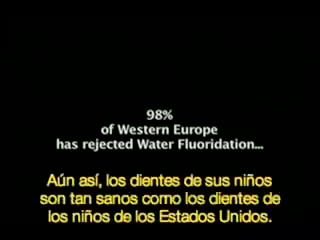 98%
of Western Europe
has rejected Water Fluoridation...
Aún así, los dientes de sus niños
son tan sanos como los dientes de
los niños de los Estados Unidos.